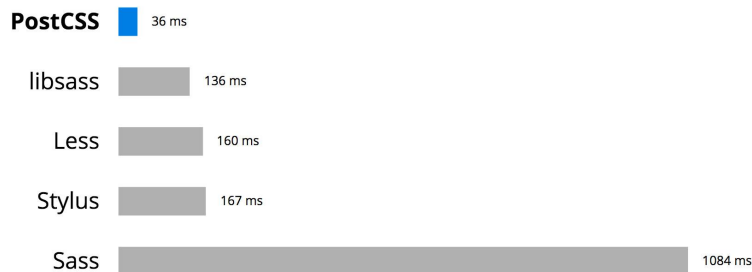 PostCSS 36 ms
libsass 136 ms
Less 160 ms
Stylus 167 ms
Sass 1084 ms